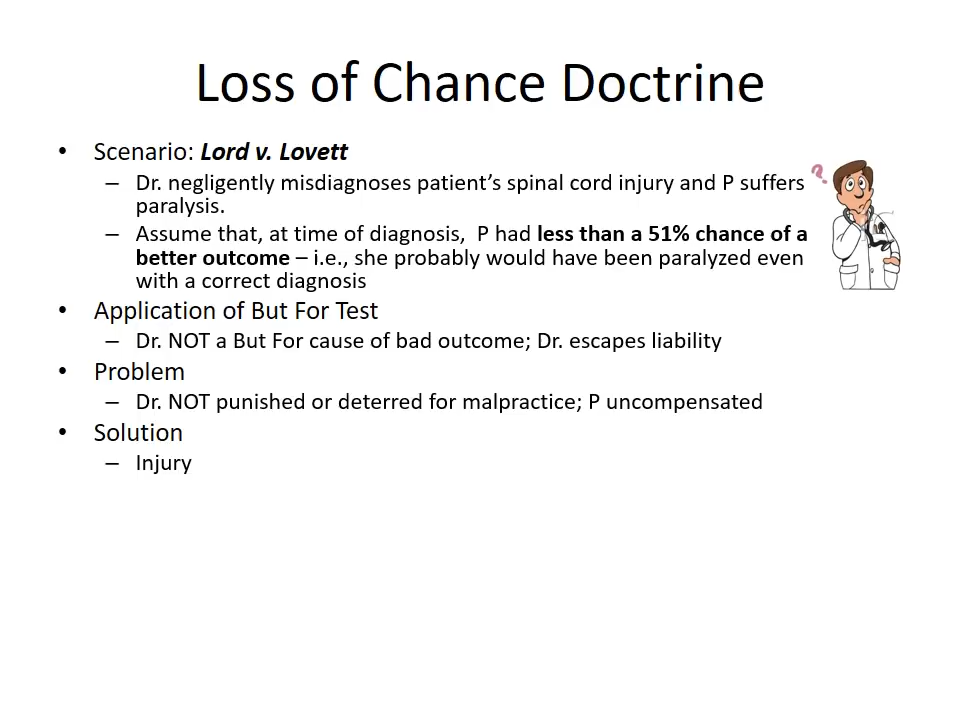 Loss of Chance Doctrine
• Scenario: Lord v. Lovett
– Dr. negligently misdiagnoses patient’s spinal cord injury and P suffers
paralysis.
– Assume that, at time of diagnosis, P had less than a 51% chance of a
better outcome – i.e., she probably would have been paralyzed even
with a correct diagnosis
• Application of But For Test
– Dr. NOT a But For cause of bad outcome; Dr. escapes liability
• Problem
– Dr. NOT punished or deterred for malpractice; P uncompensated
• Solution
– Injury
?